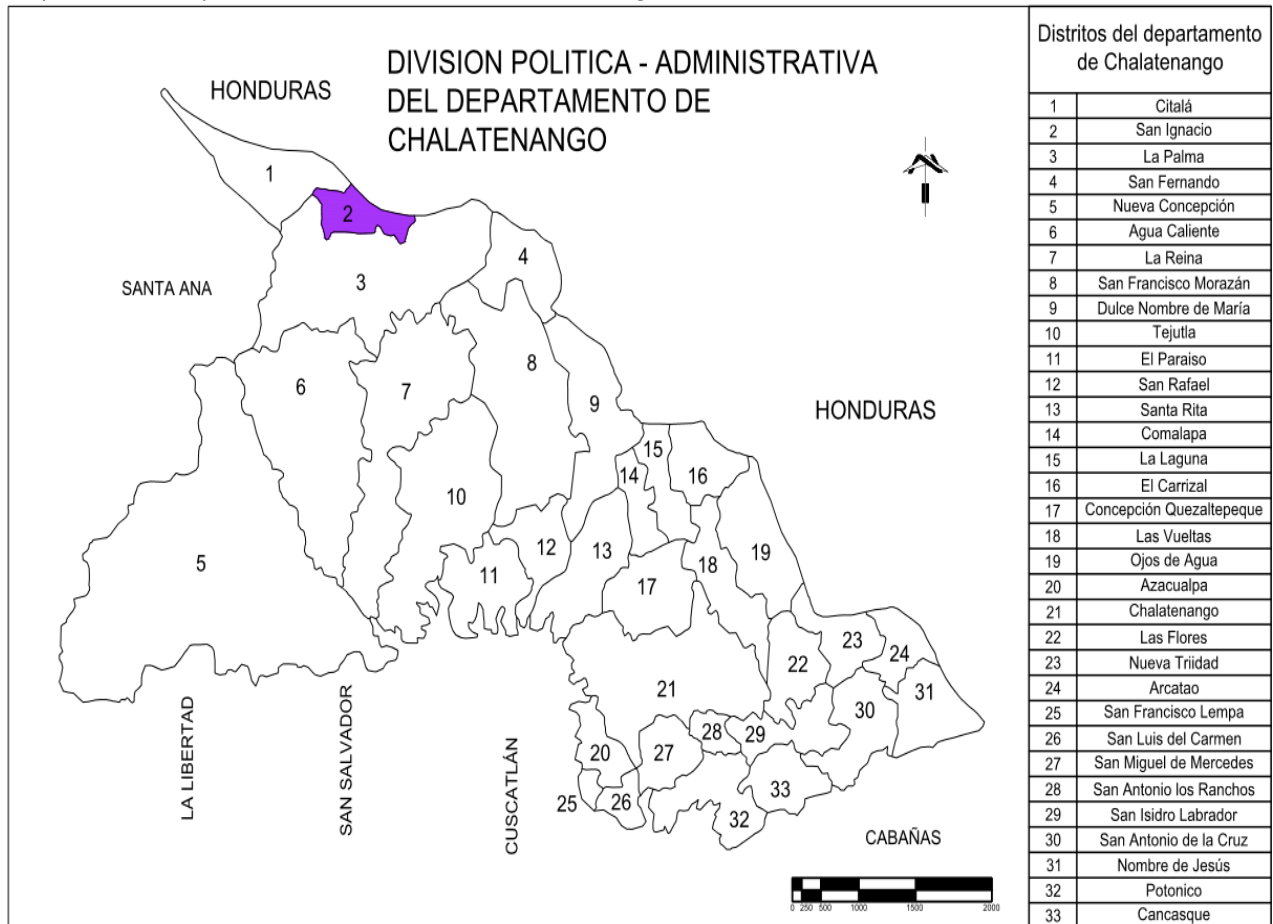 DIVISION POLITICA - ADMINISTRATIVA
DEL DEPARTAMENTO DE
CHALATENANGO
HONDURAS
SANTA ANA
HONDURAS
LA LIBERTAD
SAN SALVADOR
CUSCATLÁN
CABAÑAS
1
2
3
4
5
6
7
8
9
10
11
12
13
14
15
16
17
18
19
20
21
22
23
24
25
26
27
28
29
30
31
32
33
0 250 500 1000 1500 2000
Distritos del departamento
de Chalatenango
1 Citalá
2 San Ignacio
3 La Palma
4 San Fernando
5 Nueva Concepción
6 Agua Caliente
7 La Reina
8 San Francisco Morazán
9 Dulce Nombre de María
10 Tejutla
11 El Paraiso
12 San Rafael
13 Santa Rita
14 Comalapa
15 La Laguna
16 El Carrizal
17 Concepción Quezaltepeque
18 Las Vueltas
19 Ojos de Agua
20 Azacualpa
21 Chalatenango
22 Las Flores
23 Nueva Triidad
24 Arcatao
25 San Francisco Lempa
26 San Luis del Carmen
27 San Miguel de Mercedes
28 San Antonio los Ranchos
29 San Isidro Labrador
30 San Antonio de la Cruz
31 Nombre de Jesús
32 Potonico
33 Cancasque